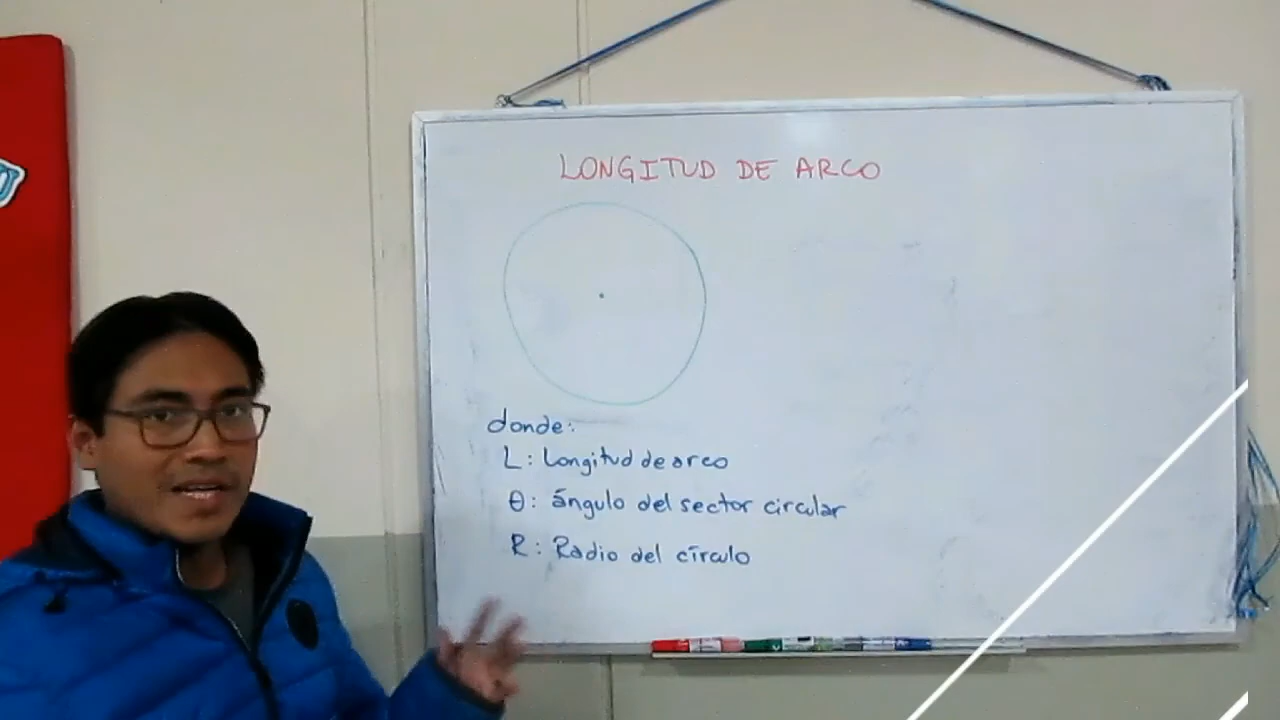 LONGITUD DE ARCO
donde:
L: Longitud de arco
θ: ángulo del sector circular
R: Radio del círculo